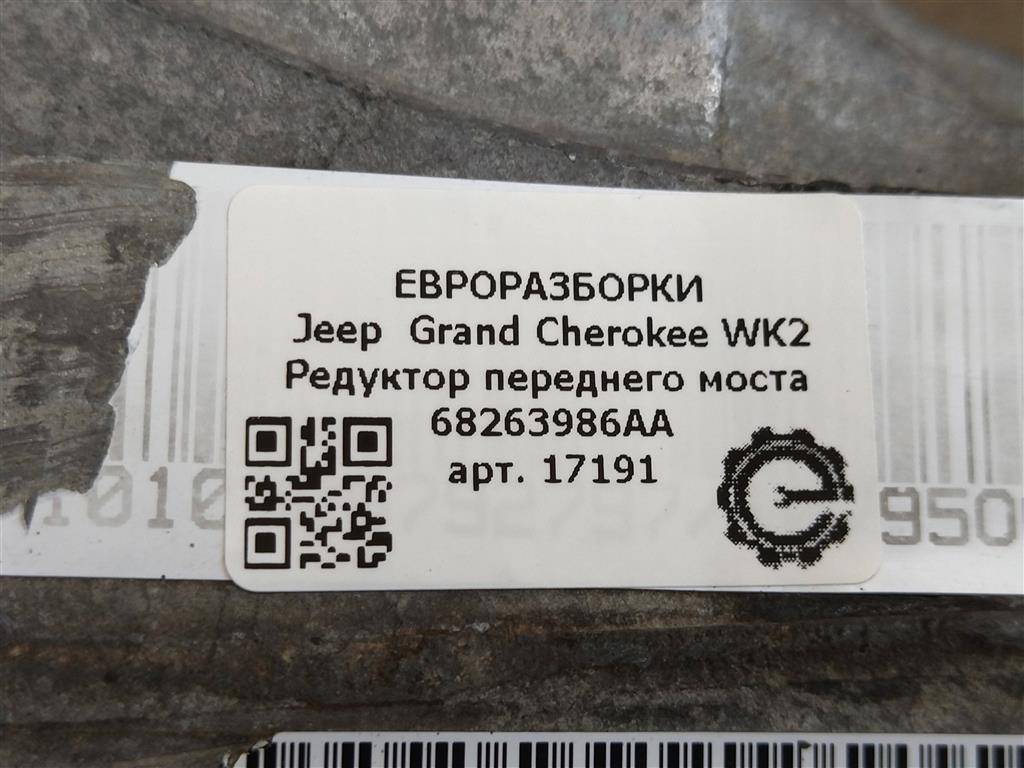 ЕВРОРАЗБОРКИ
Jeep Grand Cherokee WK2
Редуктор переднего моста
68263986AA
арт. 17191